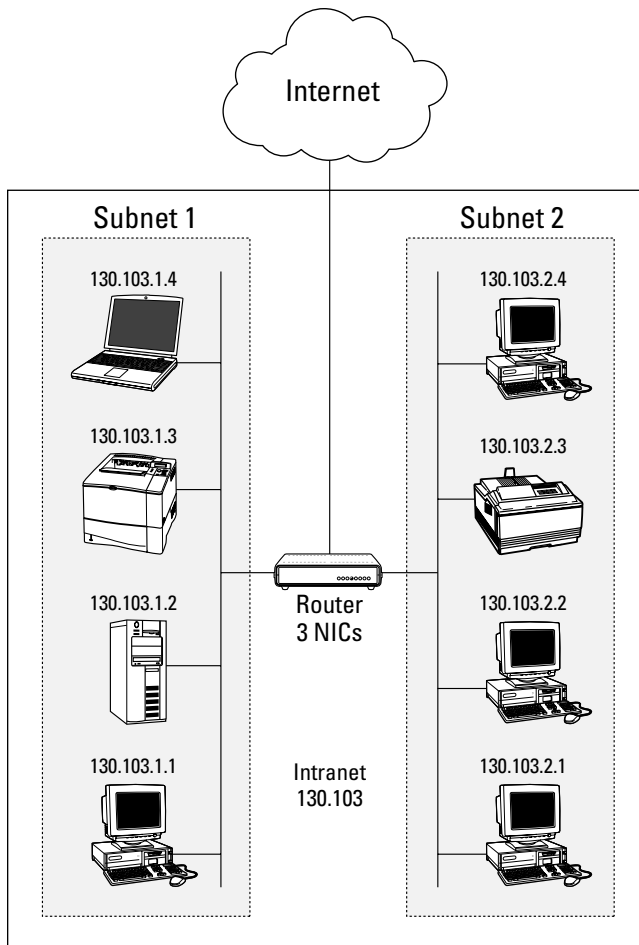 Internet
Subnet 1
Subnet 2
130.103.1.4
130.103.2.4
130.103.1.3
130.103.2.3
130.103.1.2
130.103.2.2
Router
3 NICs
130.103.1.1
130.103.2.1
Intranet
130.103